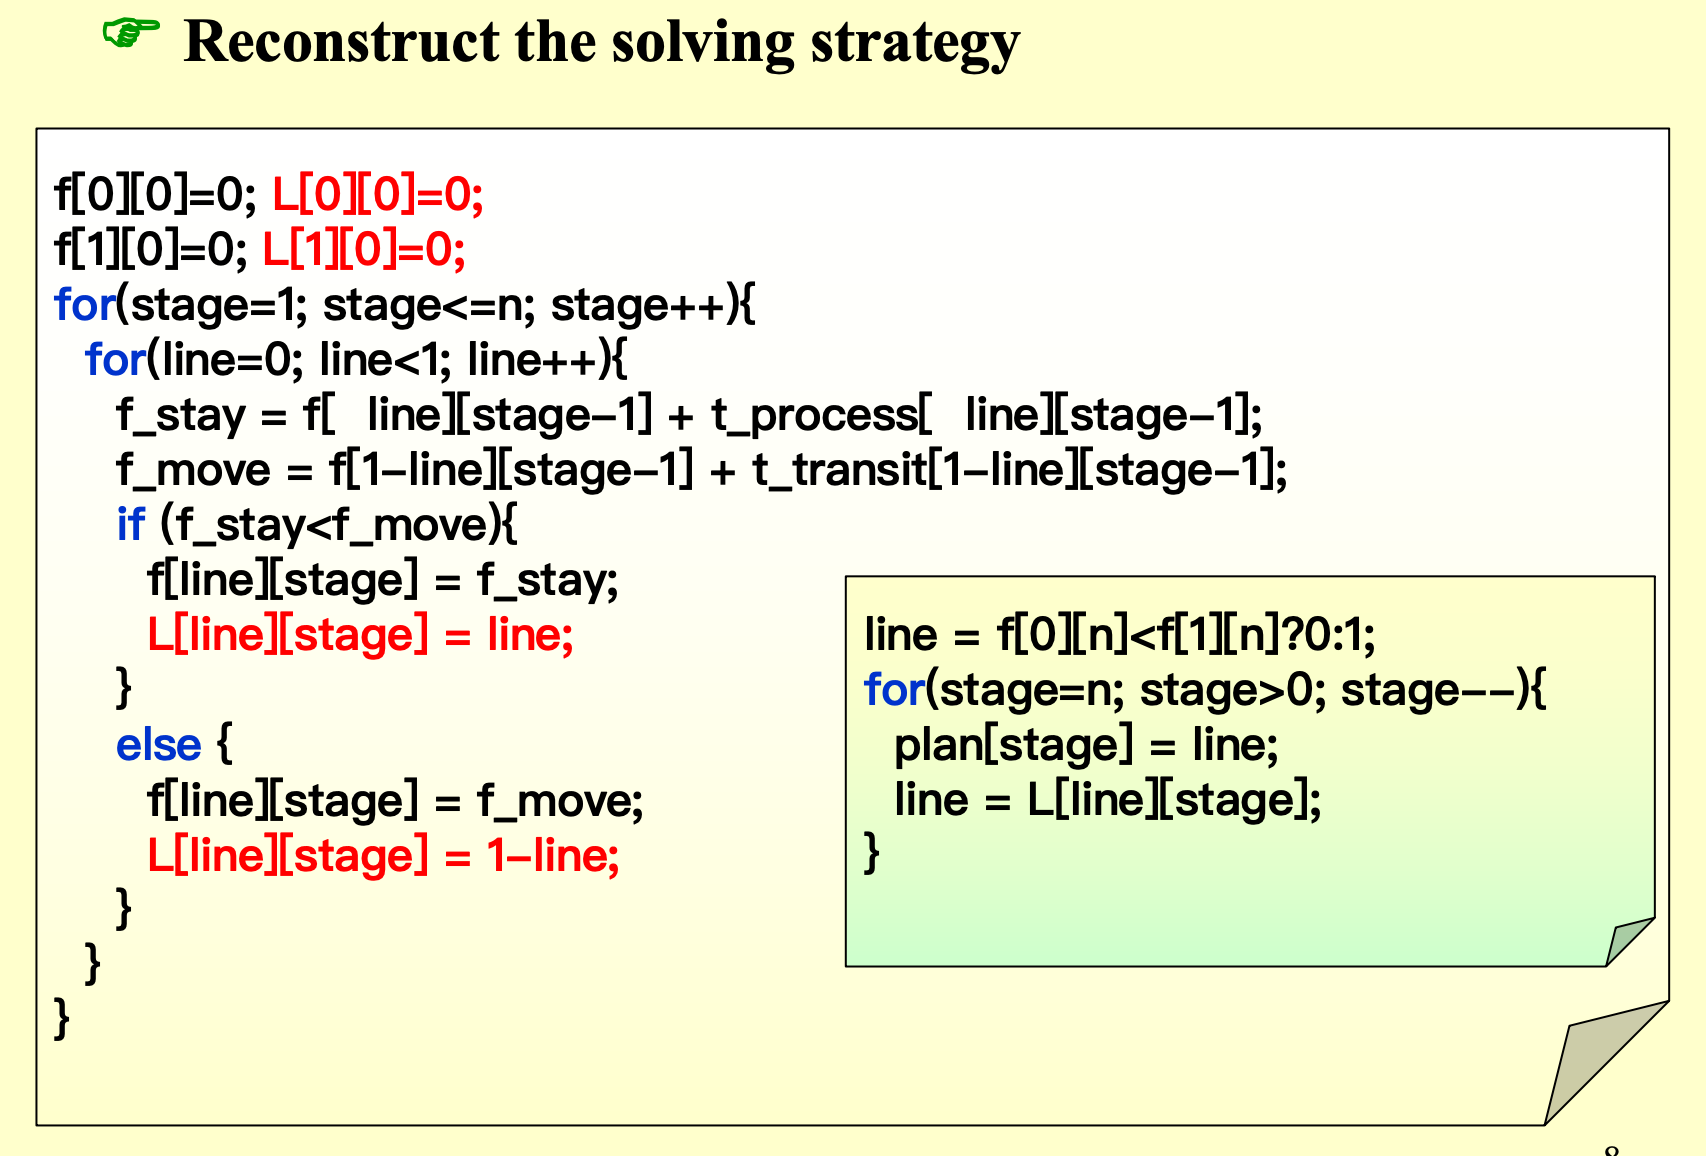 Reconstruct the solving strategy
f[0][0]=0; L[0][0]=0;
f[1][0]=0; L[1][0]=0;
for(stage=1; stage<=n; stage++){
  for(line=0; line<1; line++){
    f_stay = f[  line][stage-1] + t_process[  line][stage-1];
    f_move = f[1-line][stage-1] + t_transit[1-line][stage-1];
    if (f_stay<f_move){
      f[line][stage] = f_stay;
      L[line][stage] = line;
    }
    else {
      f[line][stage] = f_move;
      L[line][stage] = 1-line;
    }
  }
}
line = f[0][n]<f[1][n]?0:1;
for(stage=n; stage>0; stage--){
  plan[stage] = line;
  line = L[line][stage];
}